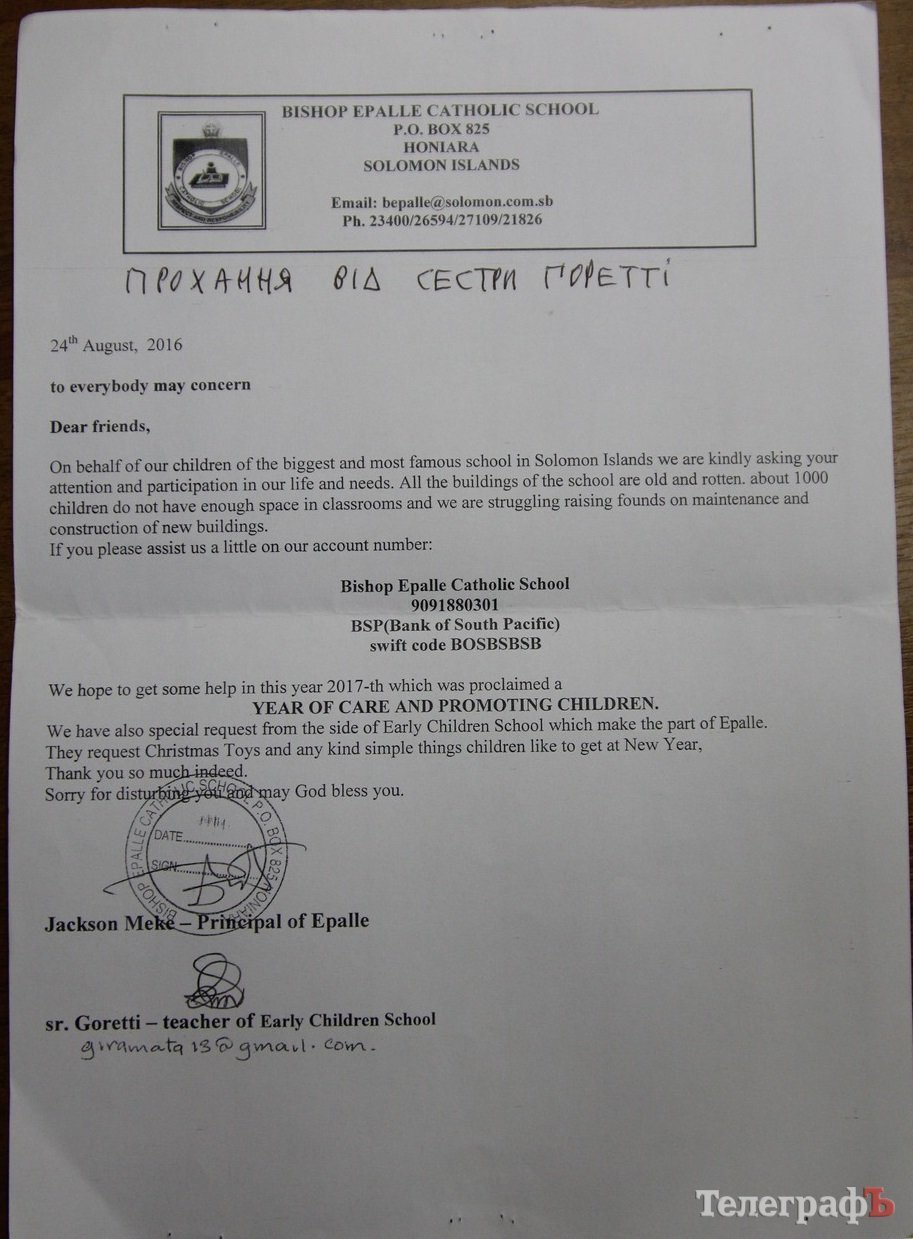 BISHOP EPALLE CATHOLIC SCHOOL
P.O. BOX 825
HONIARA
SOLOMON ISLANDS
Email: bepalle@solomon.com.sb
Ph. 23400/26594/27109/21826
ПРОХАННЯ ВІД СЕСТРИ ГОРЕТТІ
24th August, 2016
to everybody may concern
Dear friends,
On behalf of our children of the biggest and most famous school in Solomon Islands we are kindly asking your
attention and participation in our life and needs. All the buildings of the school are old and rotten. about 1000
children do not have enough space in classrooms and we are struggling raising founds on maintenance and
construction of new buildings.
If you please assist us a little on our account number:
Bishop Epalle Catholic School
9091880301
BSP(Bank of South Pacific)
swift code BOSBSBSB
We hope to get some help in this year 2017-th which was proclaimed a
YEAR OF CARE AND PROMOTING CHILDREN.
We have also special request from the side of Early Children School which make the part of Epalle.
They request Christmas Toys and any kind simple things children like to get at New Year,
Thank you so much indeed.
Sorry for disturbing you and may God bless you.
BISHOP EPALLE CATHOLIC SCHOOL P.O. BOX 825 HONIARA
DATE
SIGN
Jackson Meke – Principal of Epalle
sr. Goretti – teacher of Early Children School
giramata13@gmail.com.
ТелеграфЪ